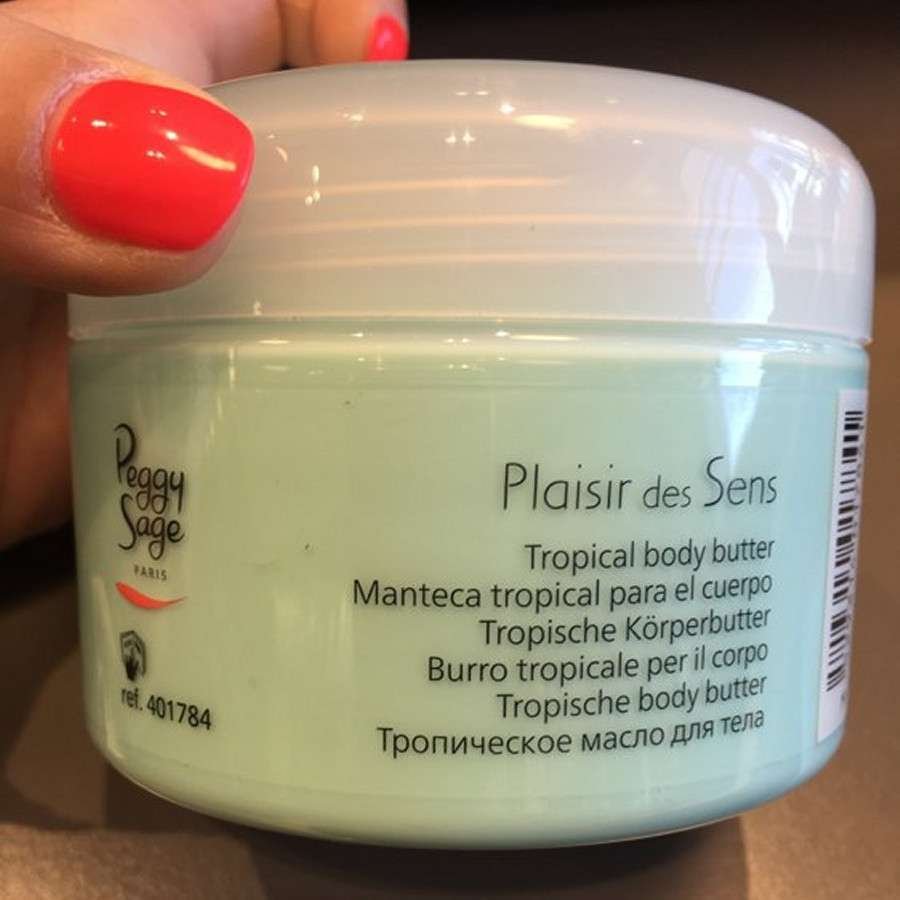 Peggy
Sage
PARIS
ref. 401784
Plaisir des Sens
Tropical body butter
Manteca tropical para el cuerpo
Tropische Körperbutter
Burro tropicale per il corpo
Tropische body butter
Тропическое масло для тела